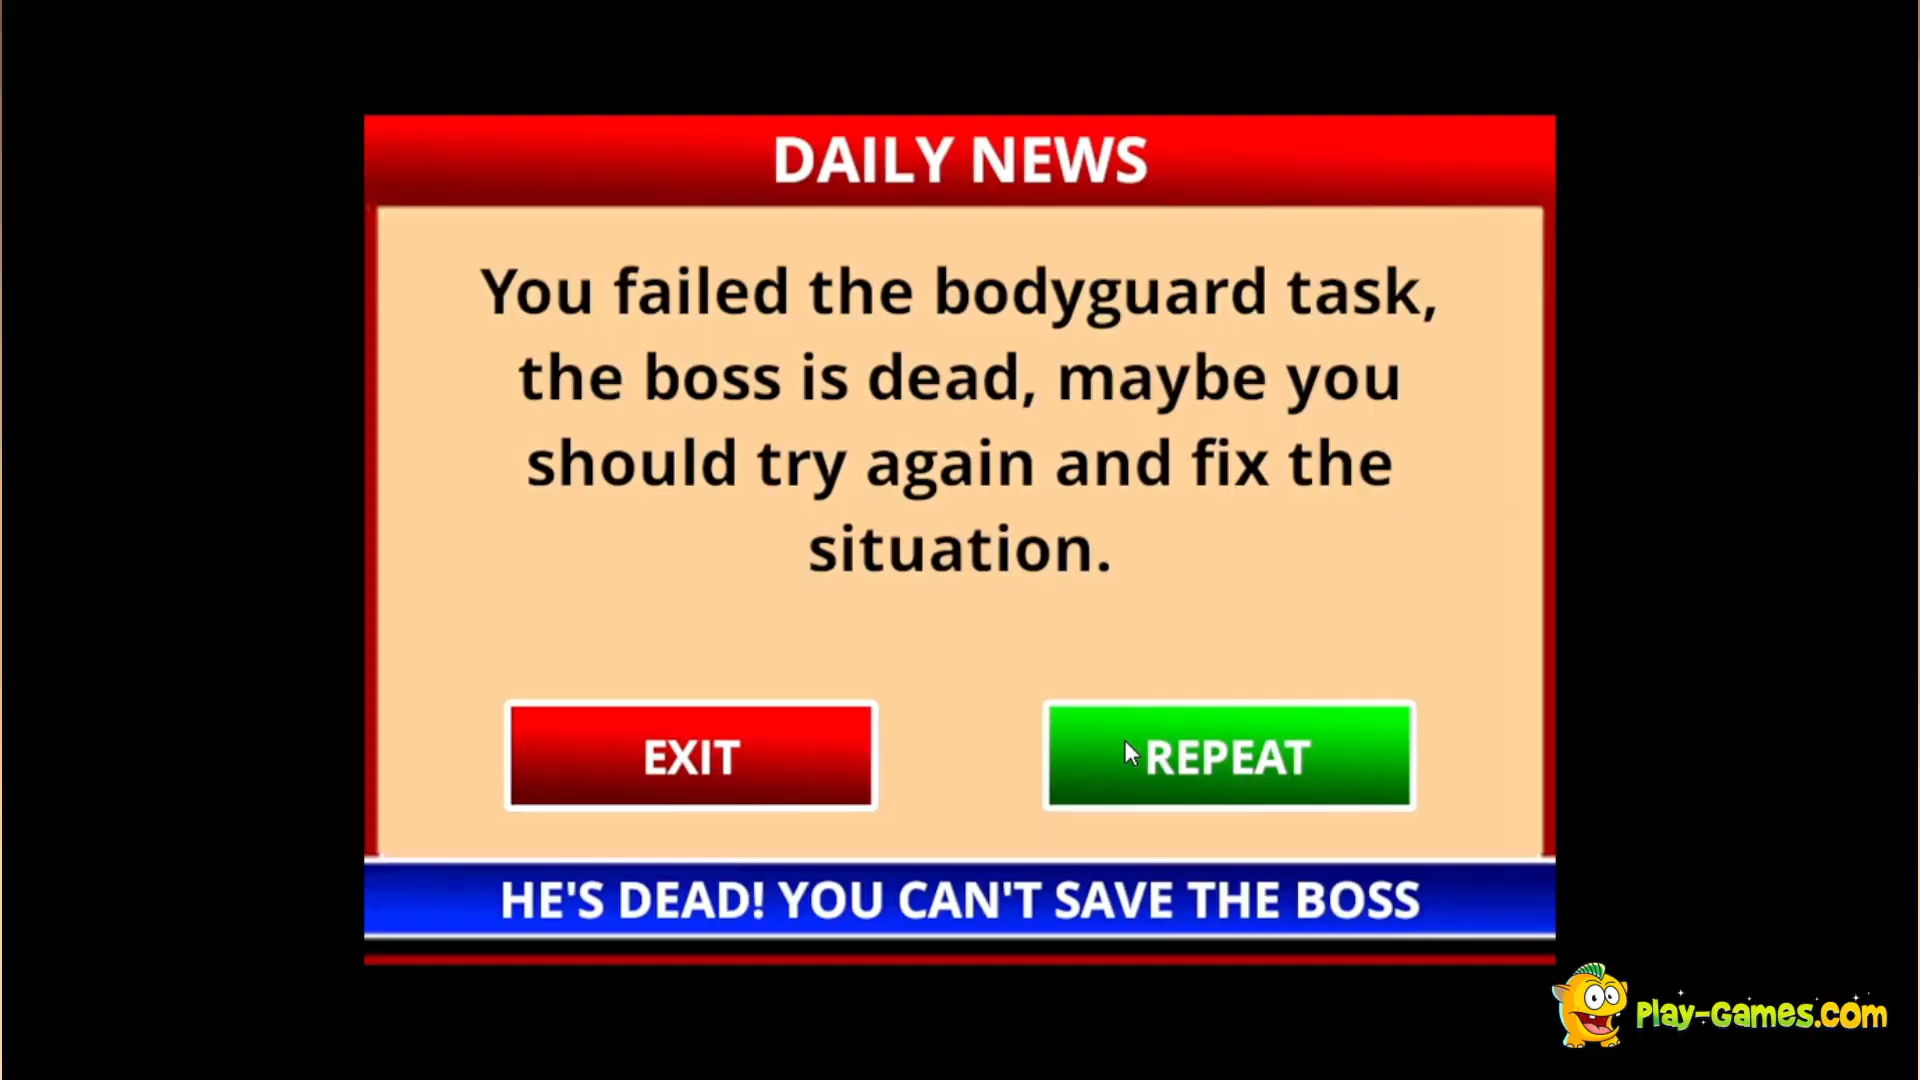 DAILY NEWS
You failed the bodyguard task,
the boss is dead, maybe you
should try again and fix the
situation.
EXIT
REPEAT
HE'S DEAD! YOU CAN'T SAVE THE BOSS
Play-Games.com